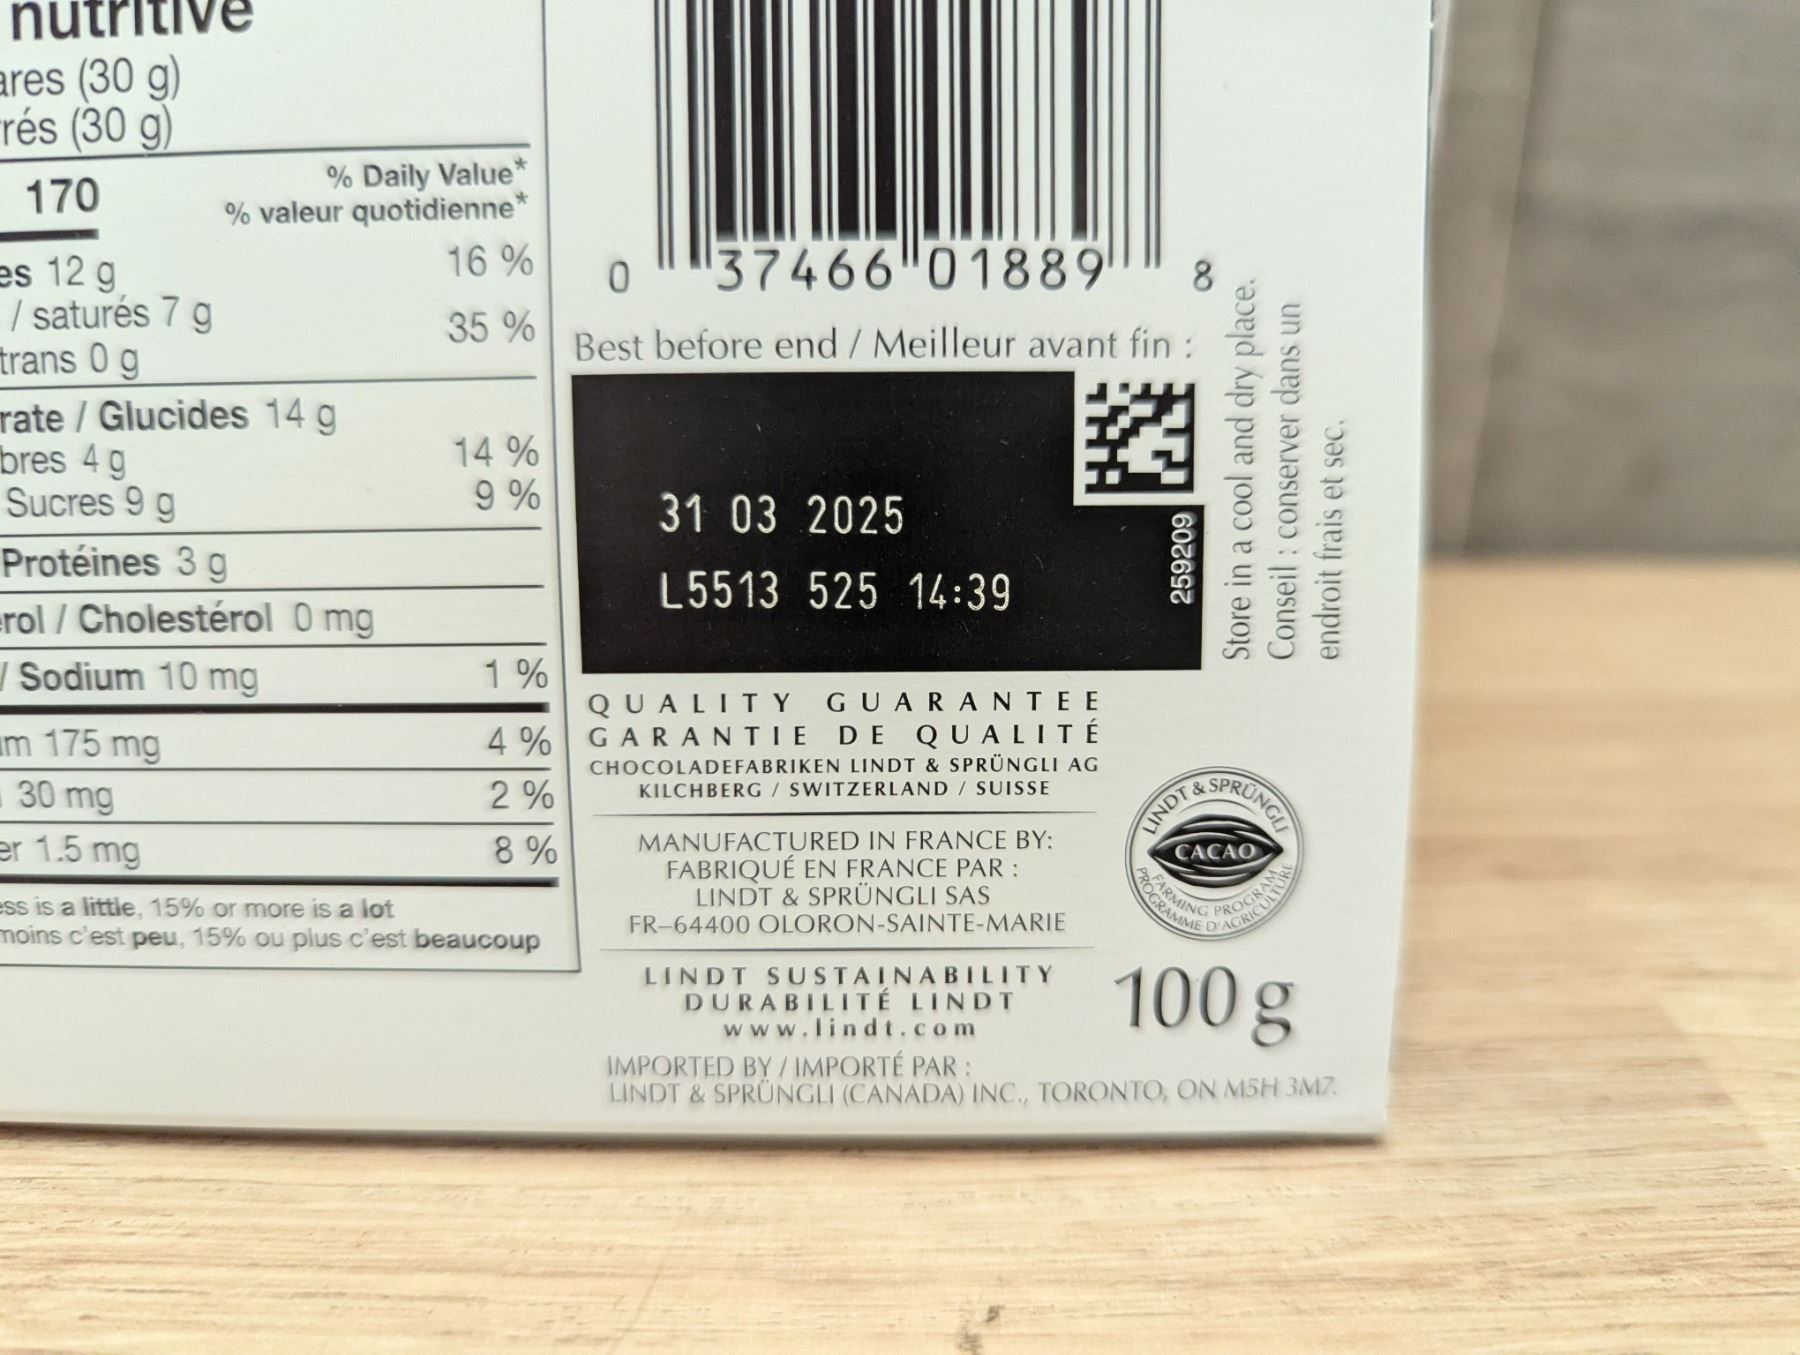 nutritive
ares (30 g)
rés (30 g)
170
% Daily Value*
% valeur quotidienne*
es 12 g 16 %
/ saturés 7 g 35 %
trans 0 g
rate / Glucides 14 g
bres 4 g 14 %
Sucres 9 g 9 %
Protéines 3 g
erol / Cholestérol 0 mg
/ Sodium 10 mg 1 %
um 175 mg 4 %
30 mg 2 %
er 1.5 mg 8 %
ess is a little, 15% or more is a lot
moins c'est peu, 15% ou plus c'est beaucoup
0 37466 01889 8
Best before end / Meilleur avant fin :
31 03 2025
L5513 525 14:39
259209
Store in a cool and dry place.
Conseil : conserver dans un
endroit frais et sec.
QUALITY GUARANTEE
GARANTIE DE QUALITÉ
CHOCOLADEFABRIKEN LINDT & SPRÜNGLI AG
KILCHBERG / SWITZERLAND / SUISSE
MANUFACTURED IN FRANCE BY:
FABRIQUÉ EN FRANCE PAR :
LINDT & SPRÜNGLI SAS
FR–64400 OLORON-SAINTE-MARIE
LINDT & SPRÜNGLI
CACAO
FARMING PROGRAM
PROGRAMME D'AGRICULTURE
LINDT SUSTAINABILITY
DURABILITÉ LINDT
www.lindt.com
100 g
IMPORTED BY / IMPORTÉ PAR :
LINDT & SPRÜNGLI (CANADA) INC., TORONTO, ON M5H 3M7.